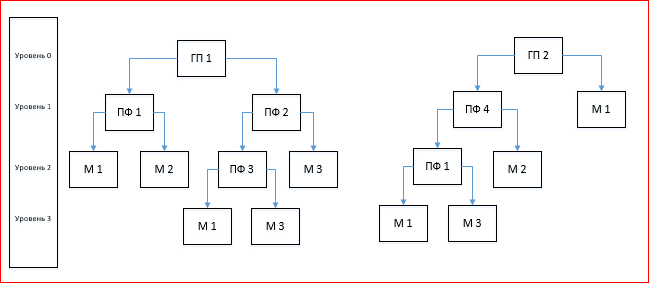 Уровень 0
ГП 1
ГП 2
Уровень 1
ПФ 1
ПФ 2
ПФ 4
М 1
Уровень 2
М 1
М 2
ПФ 3
М 3
ПФ 1
М 2
Уровень 3
М 1
М 3
М 1
М 3